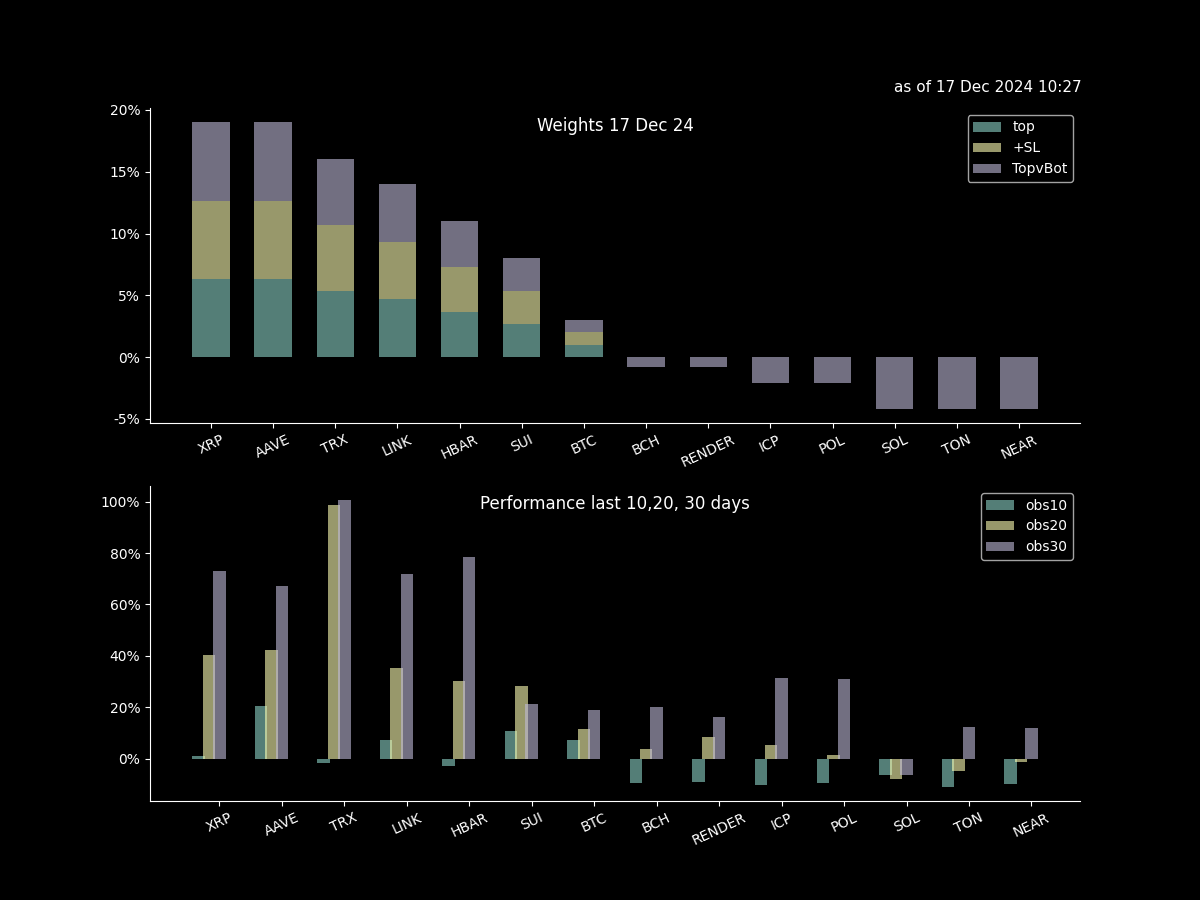 as of 17 Dec 2024 10:27
20%
Weights 17 Dec 24
top
+SL
TopvBot
15%
10%
5%
0%
-5%
XRP AAVE TRX LINK HBAR SUI BTC BCH RENDER ICP POL SOL TON NEAR
100%
Performance last 10,20, 30 days
obs10
obs20
obs30
80%
60%
40%
20%
0%
XRP AAVE TRX LINK HBAR SUI BTC BCH RENDER ICP POL SOL TON NEAR